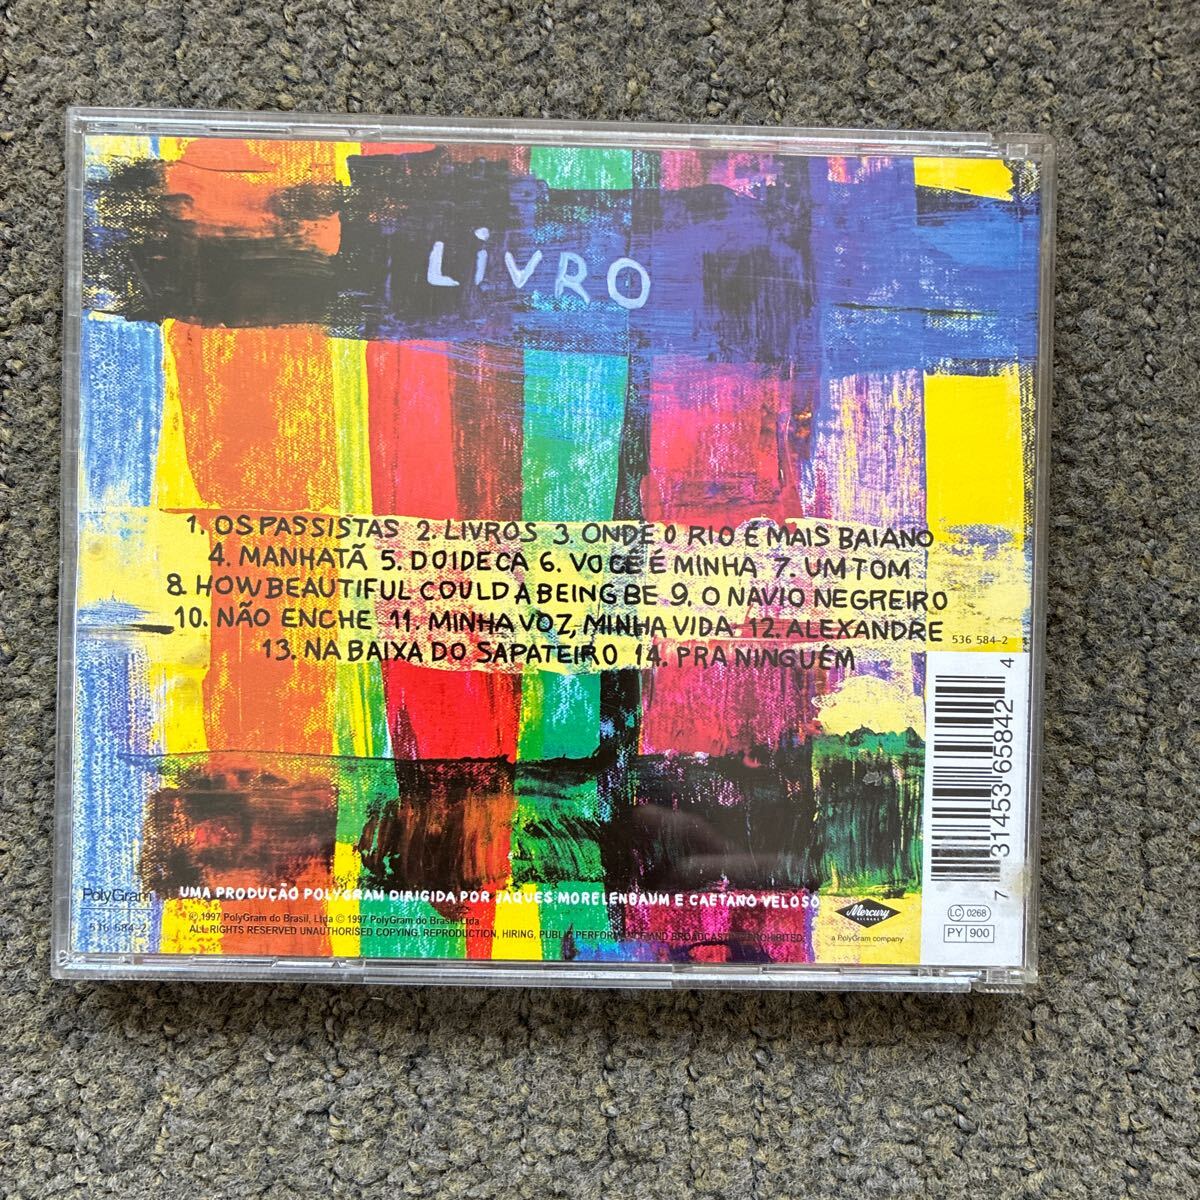 LiVRO
1. OS PASSISTAS 2. LIVROS 3. ONDE O RIO É MAIS BAIANO
4. MANHATÃ 5. DOIDECA 6. VOCÊ É MINHA 7. UM TOM
8. HOW BEAUTIFUL COULD A BEING BE 9. O NAVIO NEGREIRO
10. NÃO ENCHE 11. MINHA VOZ, MINHA VIDA 12. ALEXANDRE
13. NA BAIXA DO SAPATEIRO 14. PRA NINGUÉM
536 584-2
7 31453 65842 4
PolyGram
536 584-2
UMA PRODUÇÃO POLYGRAM DIRIGIDA POR JAQUES MORELENBAUM E CAETANO VELOSO
℗ 1997 PolyGram do Brasil, Ltda © 1997 PolyGram do Brasil, Ltda
ALL RIGHTS RESERVED UNAUTHORISED COPYING, REPRODUCTION, HIRING, PUBLIC PERFORMANCE AND BROADCASTING PROHIBITED
Mercury
RECORDS
a PolyGram company
LC 0268
PY 900